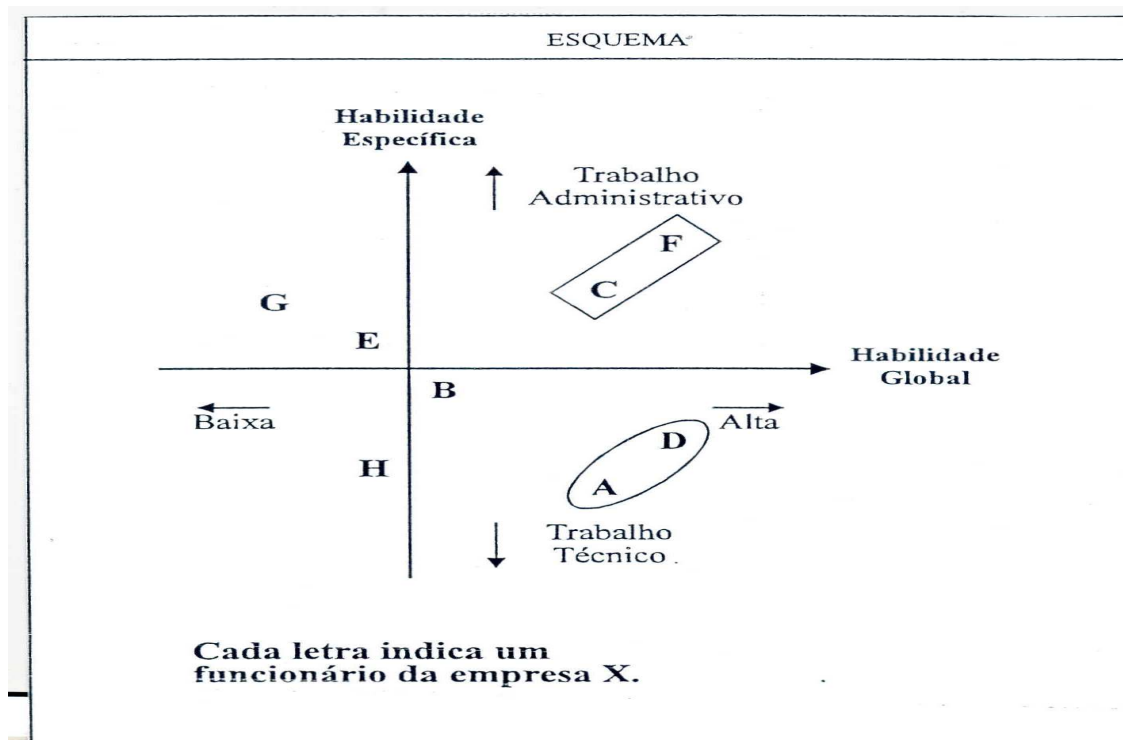 ESQUEMA
Habilidade
Específica
Trabalho
Administrativo
F
C
G
E
Habilidade
Global
B
Baixa
Alta
D
H
A
Trabalho
Técnico
Cada letra indica um
funcionário da empresa X.